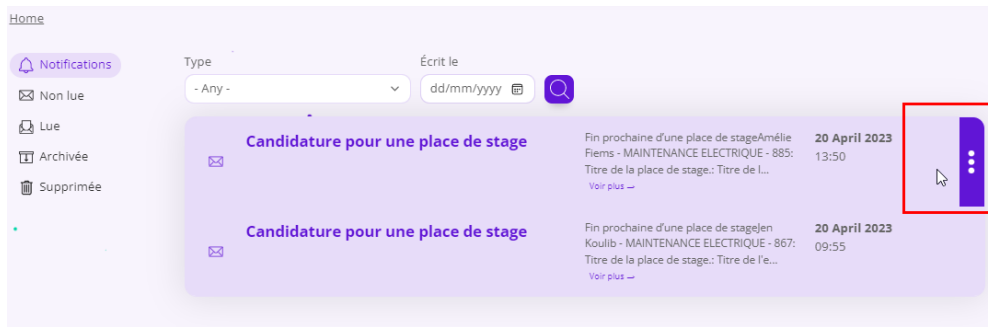 Home
Notifications
Non lue
Lue
Archivée
Supprimée
Type
Écrit le
- Any -
dd/mm/yyyy
Candidature pour une place de stage
Fin prochaine d'une place de stageAmélie
Fiems - MAINTENANCE ELECTRIQUE - 885:
Titre de la place de stage.: Titre de l...
Voir plus
20 April 2023
13:50
Candidature pour une place de stage
Fin prochaine d'une place de stageJen
Koulib - MAINTENANCE ELECTRIQUE - 867:
Titre de la place de stage.: Titre de l'e...
Voir plus
20 April 2023
09:55